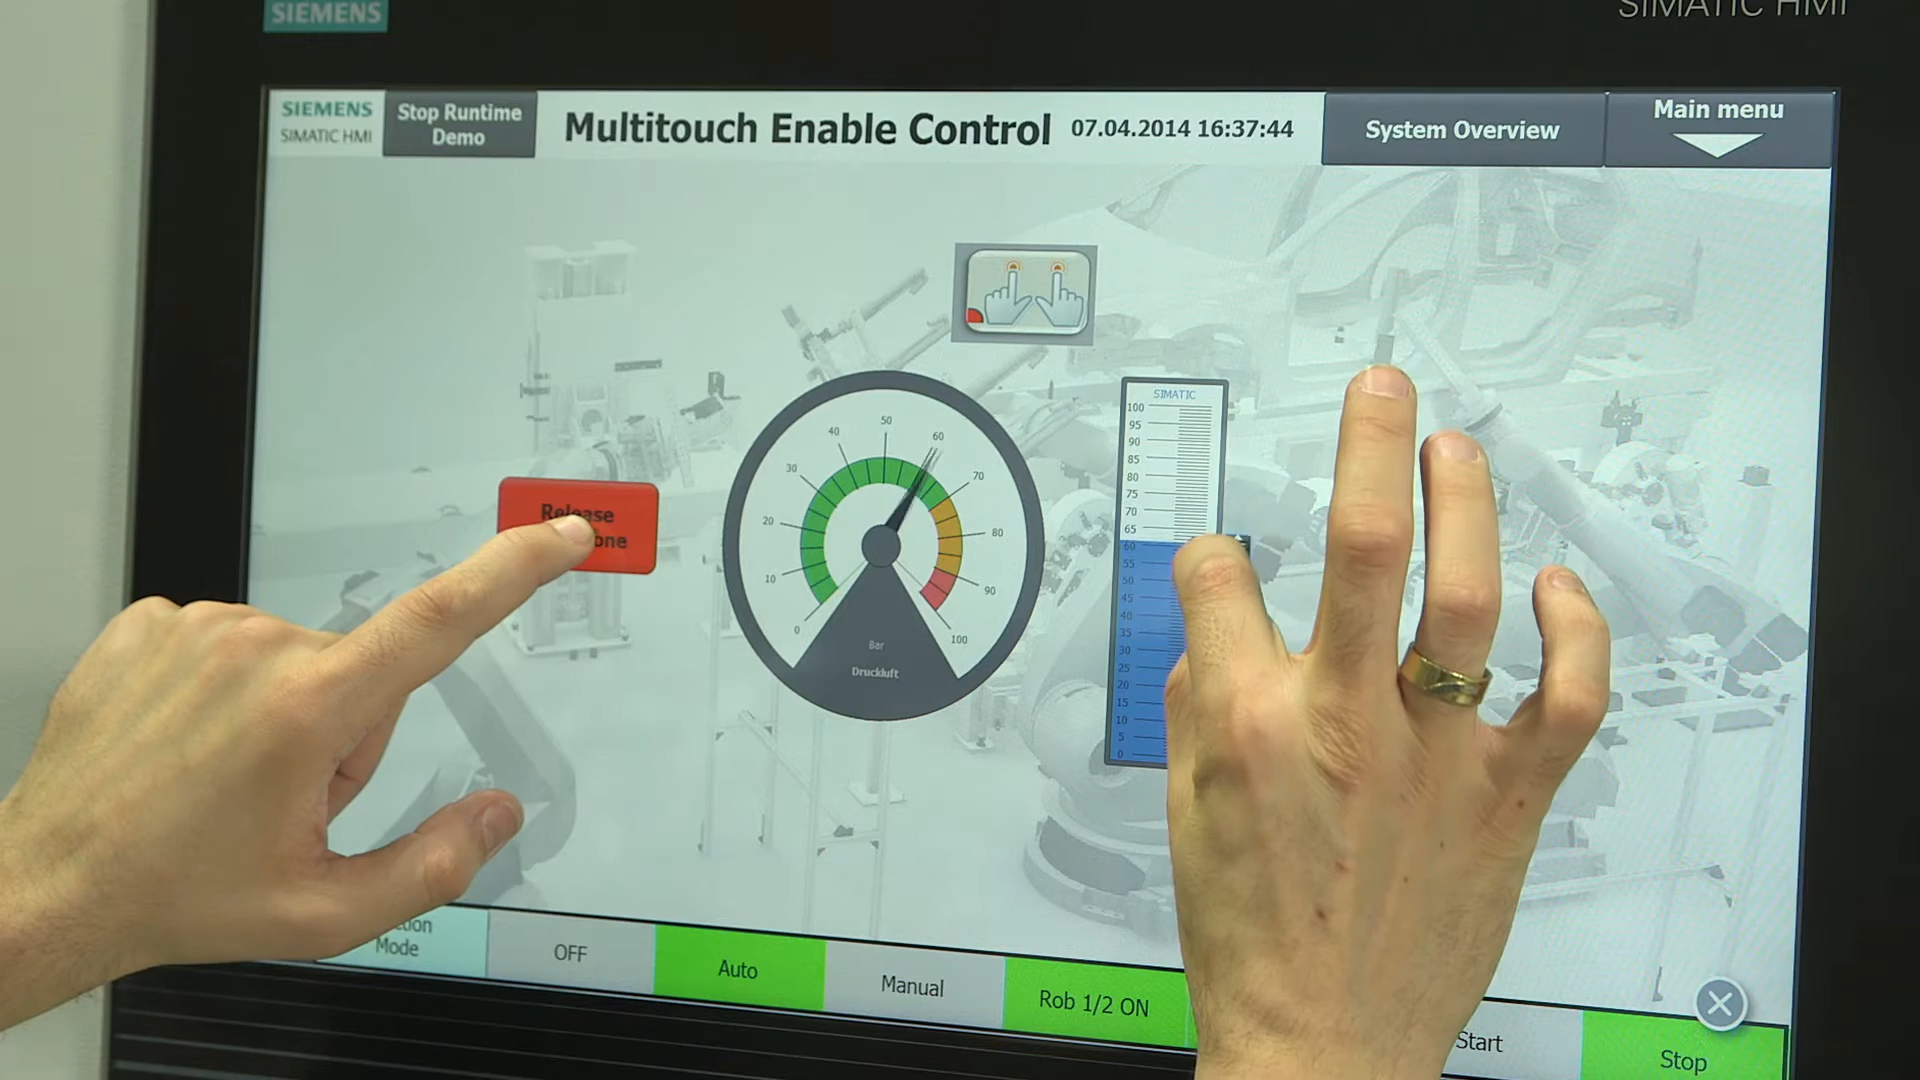 SIEMENS
SIMATIC HMI
SIEMENS
SIMATIC HMI
Stop Runtime
Demo
Multitouch Enable Control
07.04.2014 16:37:44
System Overview
Main menu
Release
one
0
10
20
30
40
50
60
70
80
90
100
Bar
Druckluft
SIMATIC
100
95
90
85
80
75
70
65
60
55
50
45
40
35
30
25
20
15
10
5
0
Mode
OFF
Auto
Manual
Rob 1/2 ON
Start
Stop